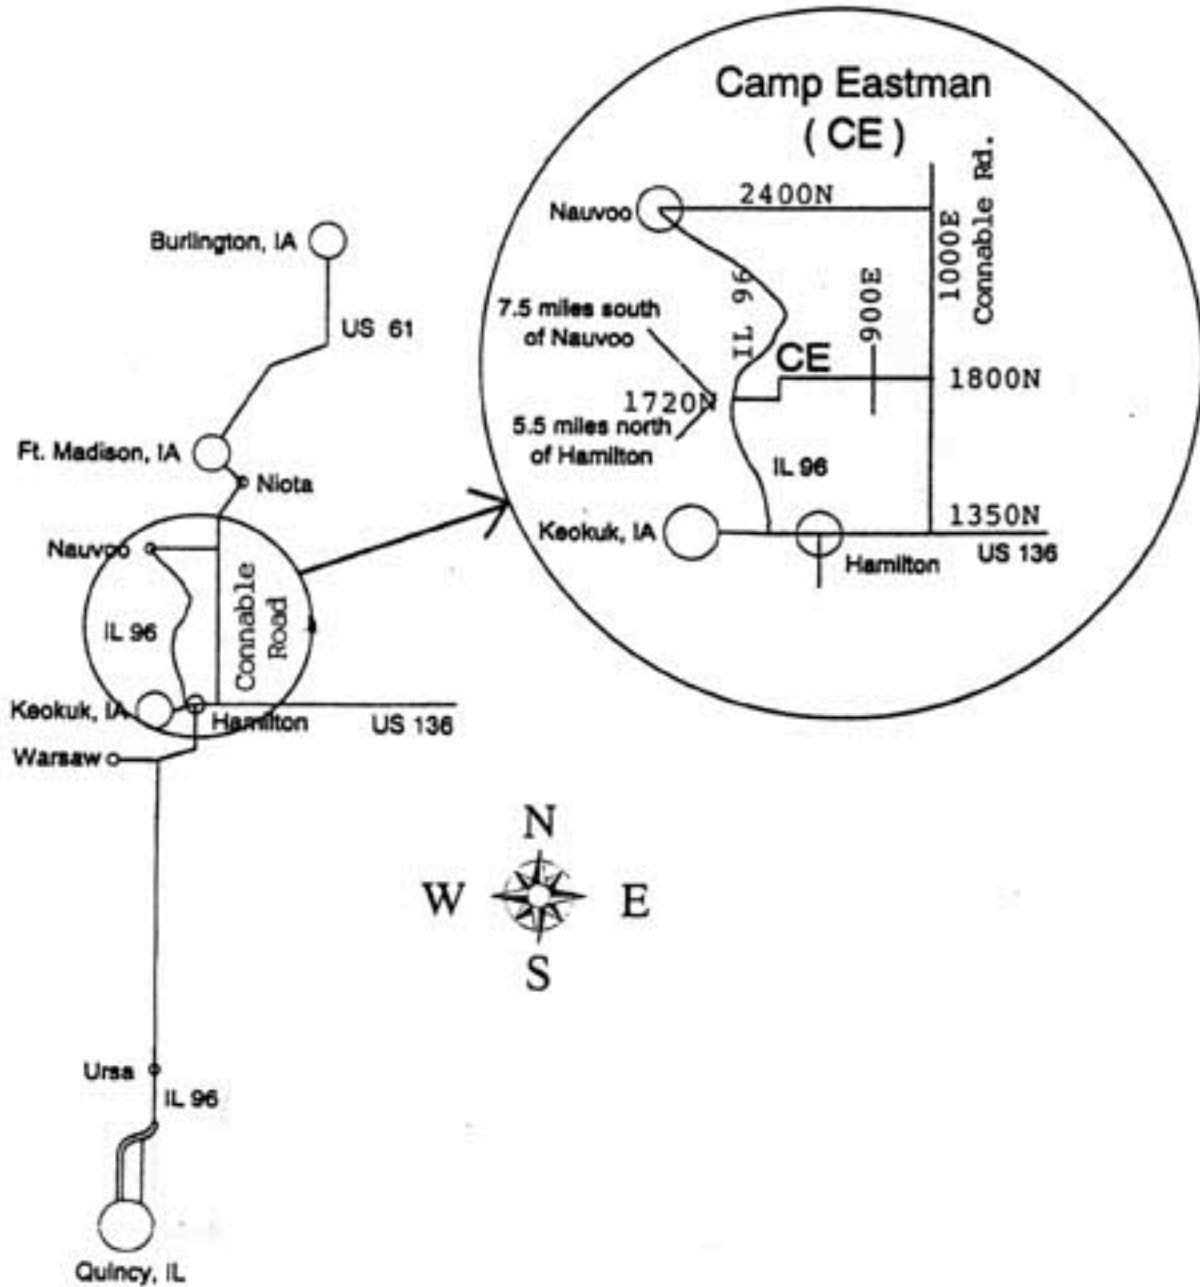 Camp Eastman
( CE )
Nauvoo
2400N
Connable Rd.
1000E
IL 96
900E
7.5 miles south
of Nauvoo
CE
1800N
1720N
5.5 miles north
of Hamilton
IL 96
Keokuk, IA
1350N
Hamilton
US 136
Burlington, IA
US 61
Ft. Madison, IA
Niota
Nauvoo
IL 96
Connable
Road
Keokuk, IA
Hamilton
US 136
Warsaw
N
W
E
S
Ursa
IL 96
Quincy, IL